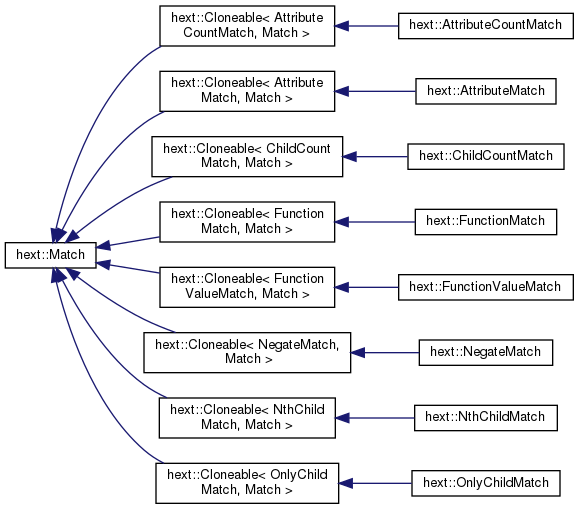 hext::Match
hext::Cloneable< Attribute
CountMatch, Match >
hext::AttributeCountMatch
hext::Cloneable< Attribute
Match, Match >
hext::AttributeMatch
hext::Cloneable< ChildCount
Match, Match >
hext::ChildCountMatch
hext::Cloneable< Function
Match, Match >
hext::FunctionMatch
hext::Cloneable< Function
ValueMatch, Match >
hext::FunctionValueMatch
hext::Cloneable< NegateMatch,
Match >
hext::NegateMatch
hext::Cloneable< NthChild
Match, Match >
hext::NthChildMatch
hext::Cloneable< OnlyChild
Match, Match >
hext::OnlyChildMatch